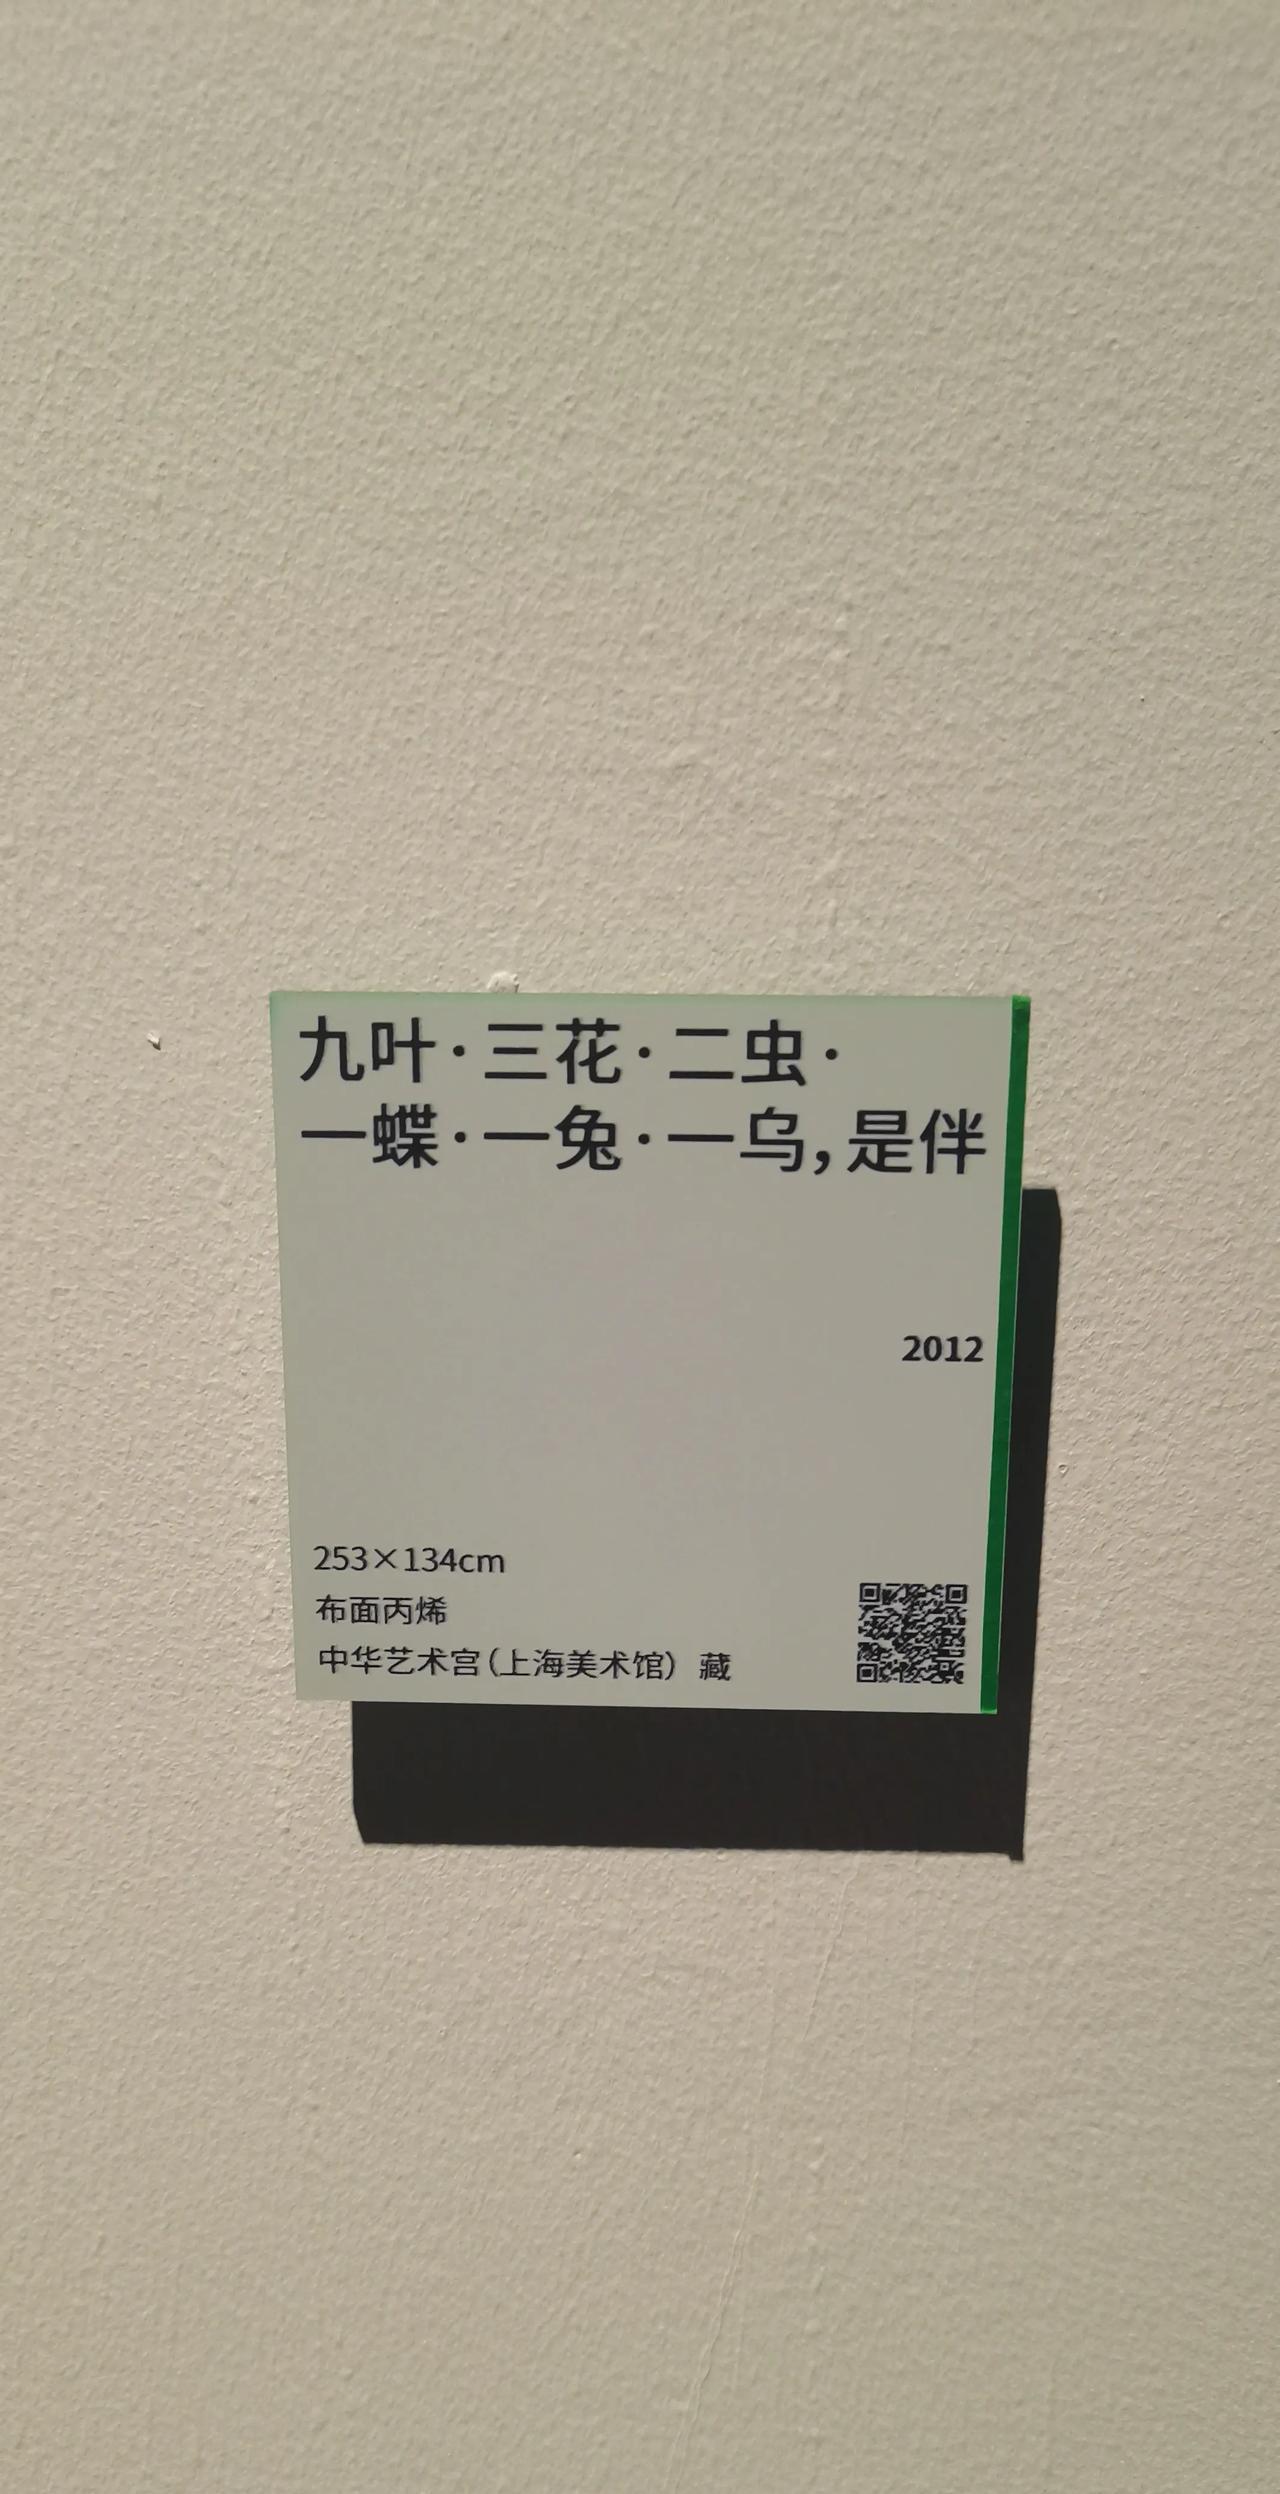 九叶·三花·二虫·
一蝶·一兔·一乌，是伴
2012
253×134cm
布面丙烯
中华艺术宫（上海美术馆） 藏